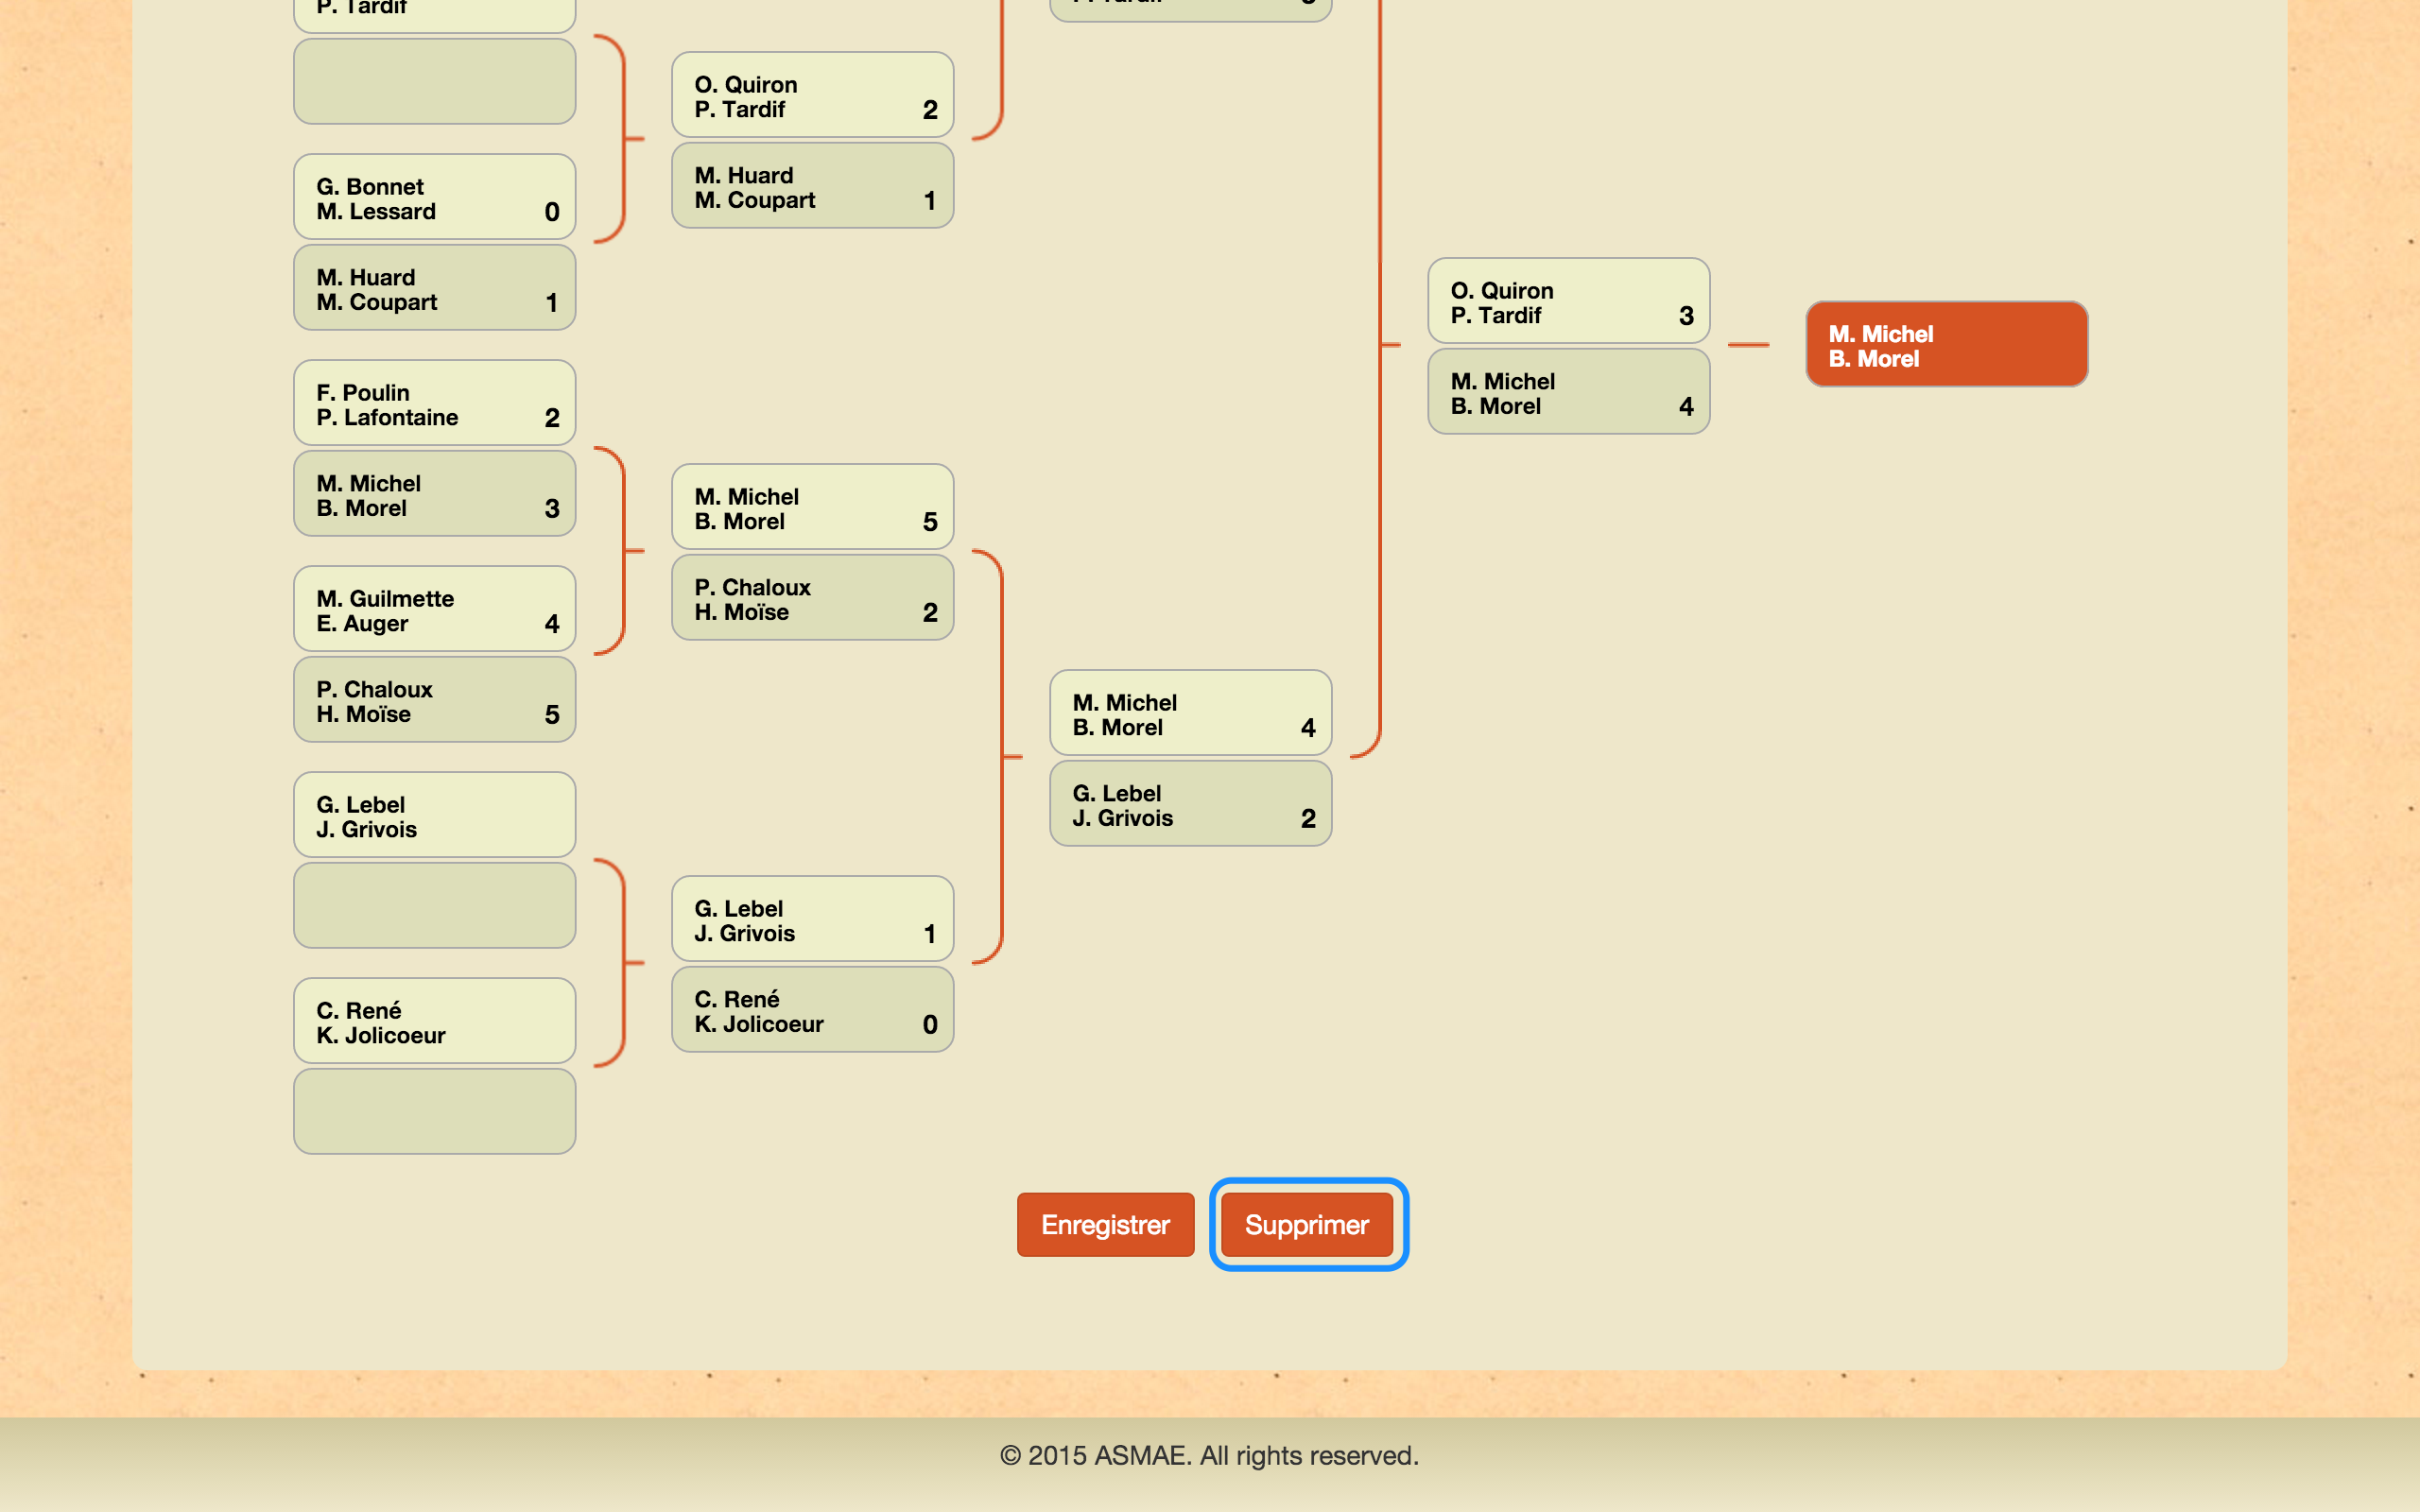 P. Tardif
G. Bonnet
M. Lessard 0
M. Huard
M. Coupart 1
F. Poulin
P. Lafontaine 2
M. Michel
B. Morel 3
M. Guilmette
E. Auger 4
P. Chaloux
H. Moïse 5
G. Lebel
J. Grivois
C. René
K. Jolicoeur
O. Quiron
P. Tardif 2
M. Huard
M. Coupart 1
M. Michel
B. Morel 5
P. Chaloux
H. Moïse 2
G. Lebel
J. Grivois 1
C. René
K. Jolicoeur 0
M. Michel
B. Morel 4
G. Lebel
J. Grivois 2
O. Quiron
P. Tardif 3
M. Michel
B. Morel 4
M. Michel
B. Morel
Enregistrer
Supprimer
© 2015 ASMAE. All rights reserved.